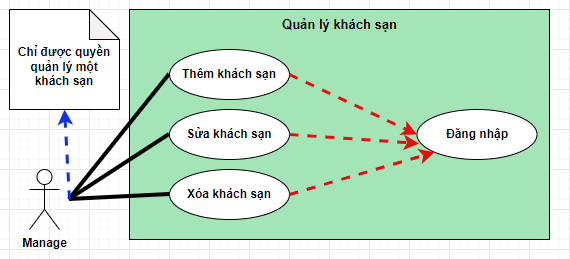 Quản lý khách sạn
Chỉ được quyền
quản lý một
khách sạn
Thêm khách sạn
Sửa khách sạn
Đăng nhập
Xóa khách sạn
Manage